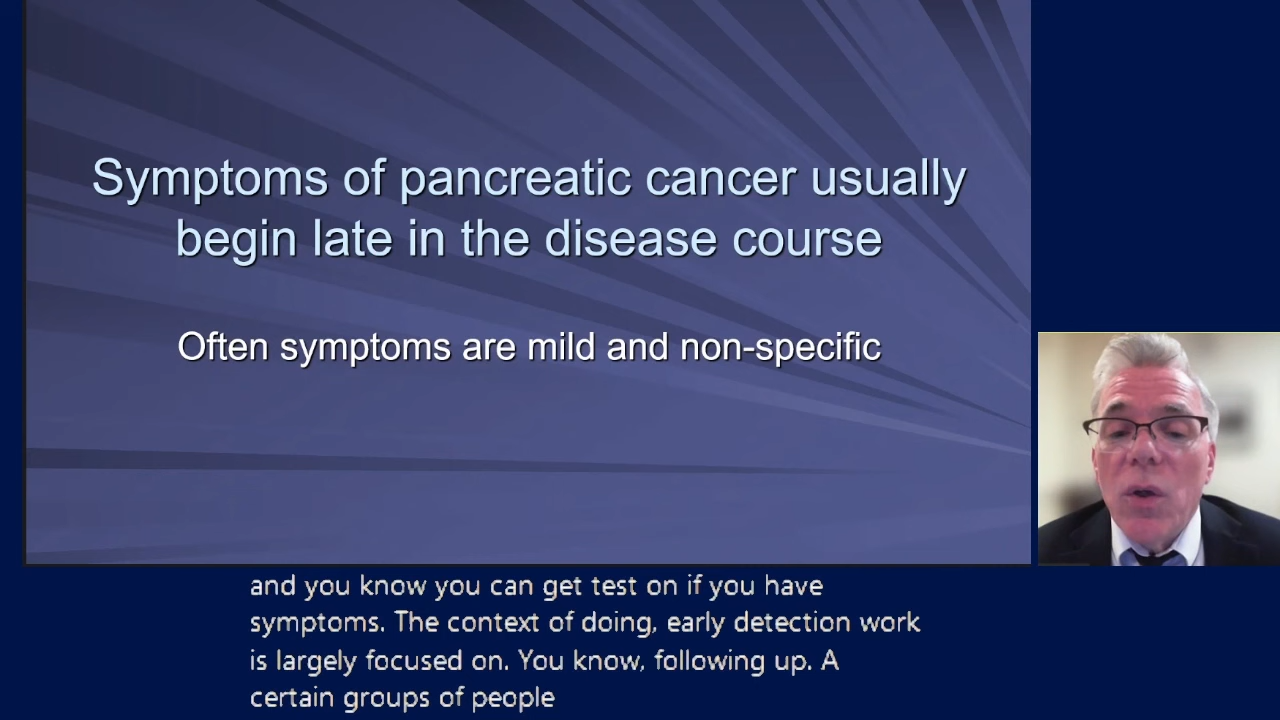 Symptoms of pancreatic cancer usually
begin late in the disease course
Often symptoms are mild and non-specific
and you know you can get test on if you have
symptoms. The context of doing, early detection work
is largely focused on. You know, following up. A
certain groups of people